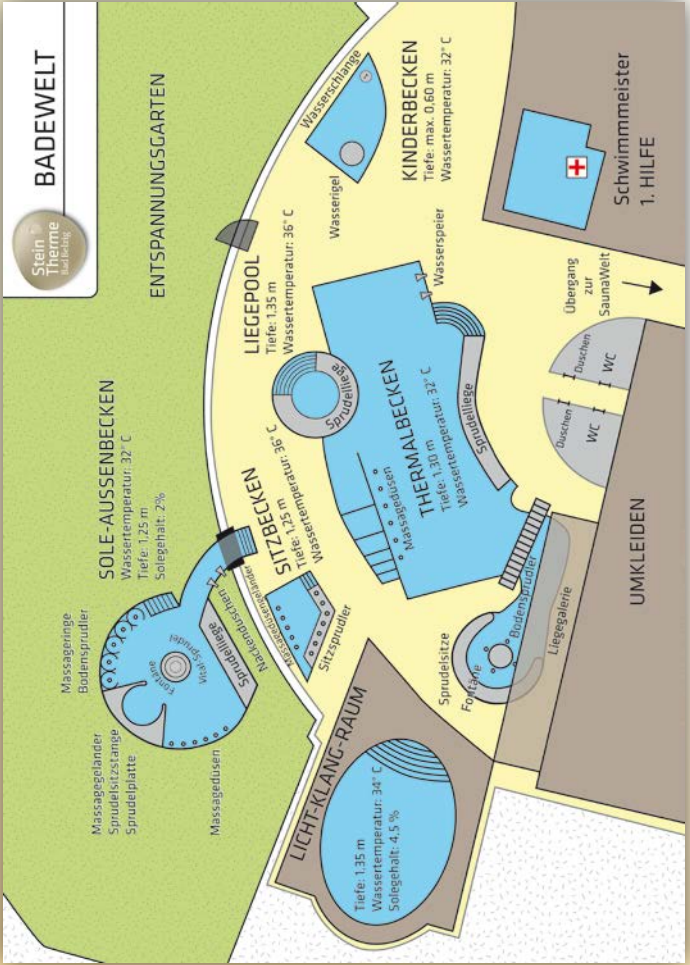 BADEWELT
Stein
Therme
Bad Belzig
ENTSPANNUNGSGARTEN
SOLE-AUSSENBECKEN
Wassertemperatur: 32° C
Tiefe: 1,25 m
Solegehalt: 2%
Massageringe
Bodensprudler
Massagegeländer
Sprudelsitzstange
Sprudelplatte
Massagedüsen
Fontäne
Vital-Sprudel
Sprudelliege
Nackenduschen
LIEGEPOOL
Tiefe: 1,35 m
Wassertemperatur: 36° C
Sprudelliege
SITZBECKEN
Tiefe: 1,25 m
Wassertemperatur: 36° C
Massagedüsengeländer
Sitzsprudler
Wasserschlange
Wasserigel
KINDERBECKEN
Tiefe: max. 0,60 m
Wassertemperatur: 32° C
THERMALBECKEN
Tiefe: 1,30 m
Wassertemperatur: 32° C
Massagedüsen
Wasserspeier
Sprudelliege
LICHT-KLANG-RAUM
Tiefe: 1,35 m
Wassertemperatur: 34° C
Solegehalt: 4,5 %
Sprudelsitze
Fontäne
Bodensprudler
Liegegalerie
Duschen
WC
Duschen
WC
Übergang
zur
SaunaWelt
Schwimmmeister
1. HILFE
UMKLEIDEN